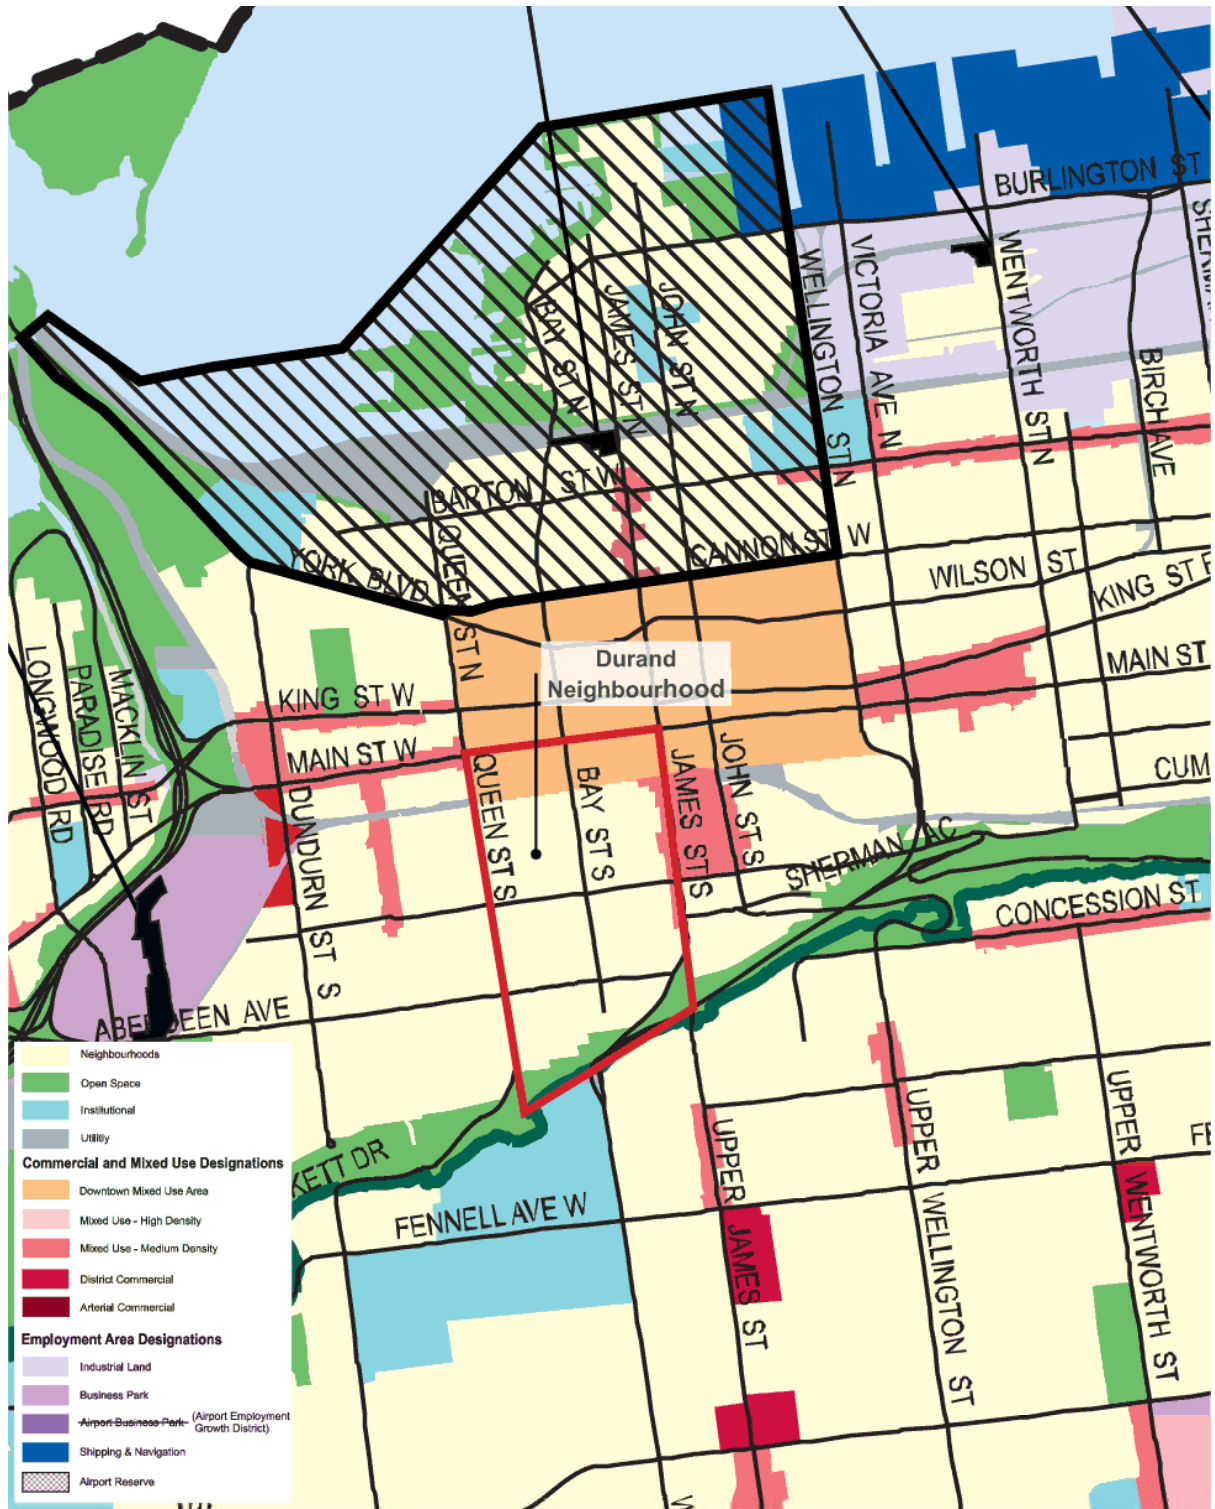 BURLINGTON ST
WELLINGTON ST N
VICTORIA AVE N
WENTWORTH ST N
BIRCH AVE
BAY ST N
JAMES ST N
JOHN ST N
BARTON ST W
YORK BLVD
QUEEN ST N
CANNON ST W
WILSON ST
KING ST E
MAIN ST
LONGWOOD RD
PARADISE RD
MACKLIN ST
KING ST W
MAIN ST W
Durand
Neighbourhood
QUEEN ST S
BAY ST S
JAMES ST S
JOHN ST S
DUNDURN ST S
CUM
SHERMAN AC
CONCESSION ST
ABERDEEN AVE
KETT DR
FENNELL AVE W
UPPER JAMES ST
UPPER WELLINGTON ST
UPPER WENTWORTH ST
FE
Neighbourhoods
Open Space
Institutional
Utilitiy
Commercial and Mixed Use Designations
Downtown Mixed Use Area
Mixed Use - High Density
Mixed Use - Medium Density
District Commercial
Arterial Commercial
Employment Area Designations
Industrial Land
Business Park
Airport Business Park (Airport Employment
Growth District)
Shipping & Navigation
Airport Reserve